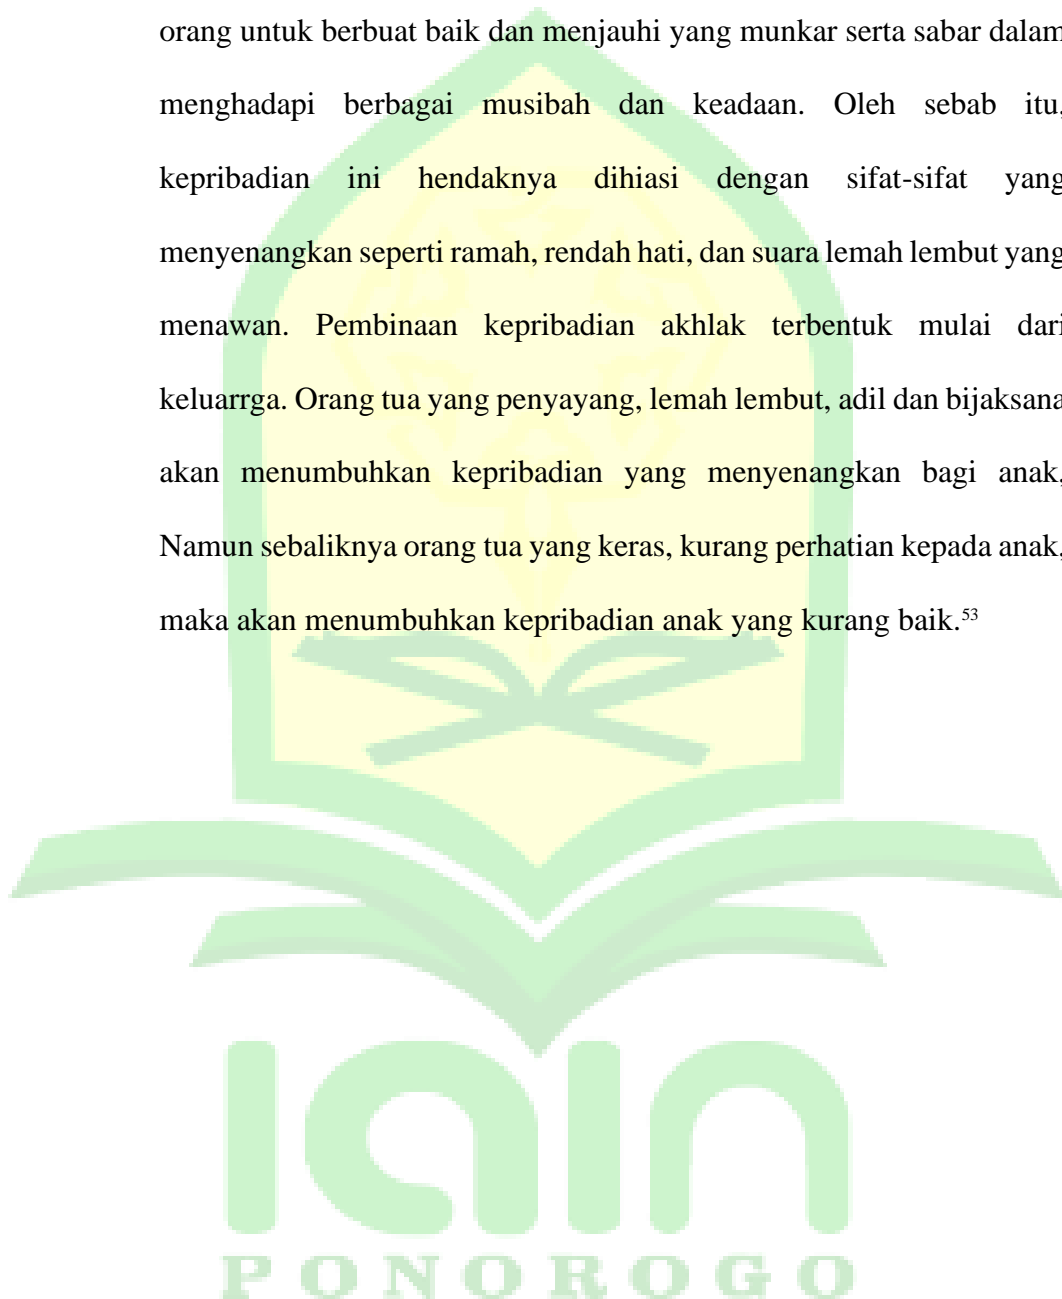 orang untuk berbuat baik dan menjauhi yang munkar serta sabar dalam
menghadapi berbagai musibah dan keadaan. Oleh sebab itu,
kepribadian ini hendaknya dihiasi dengan sifat-sifat yang
menyenangkan seperti ramah, rendah hati, dan suara lemah lembut yang
menawan. Pembinaan kepribadian akhlak terbentuk mulai dari
keluarrga. Orang tua yang penyayang, lemah lembut, adil dan bijaksana
akan menumbuhkan kepribadian yang menyenangkan bagi anak,
Namun sebaliknya orang tua yang keras, kurang perhatian kepada anak,
maka akan menumbuhkan kepribadian anak yang kurang baik.⁵³
iain
PONOROGO